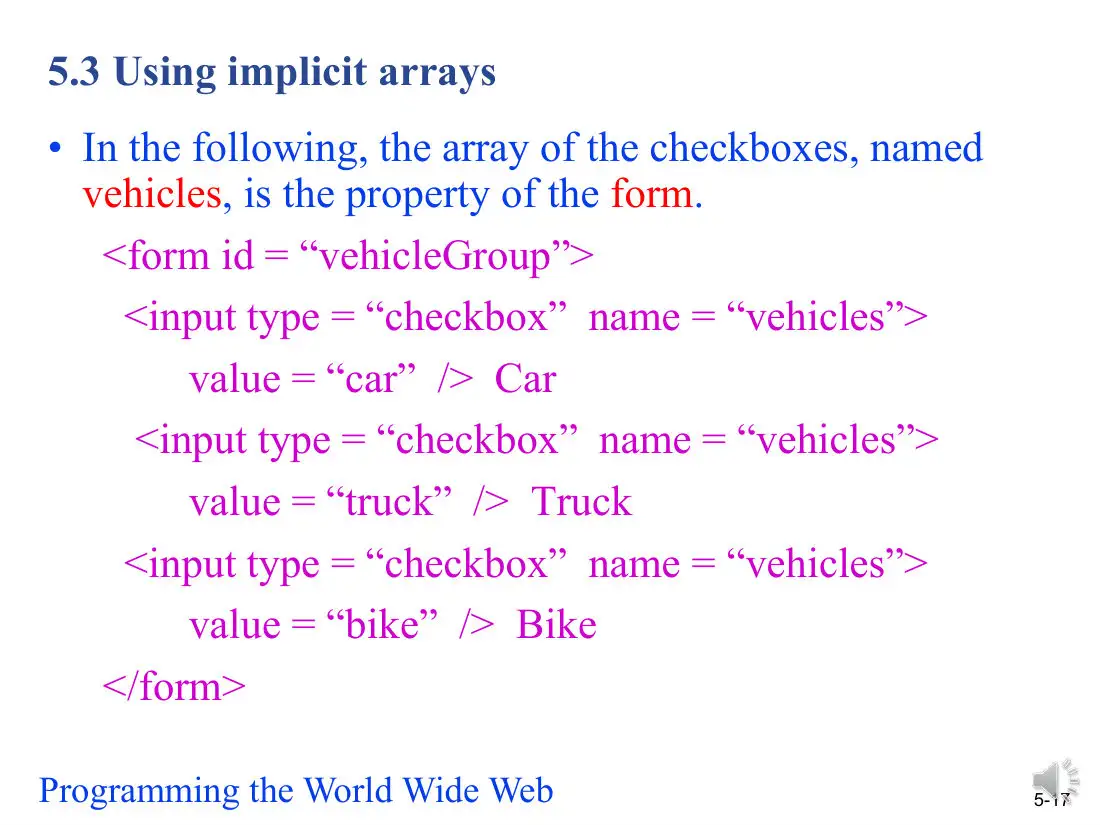 5.3 Using implicit arrays
• In the following, the array of the checkboxes, named
vehicles, is the property of the form.
<form id = “vehicleGroup”>
<input type = “checkbox” name = “vehicles”>
value = “car” /> Car
<input type = “checkbox” name = “vehicles”>
value = “truck” /> Truck
<input type = “checkbox” name = “vehicles”>
value = “bike” /> Bike
</form>
Programming the World Wide Web
5-17